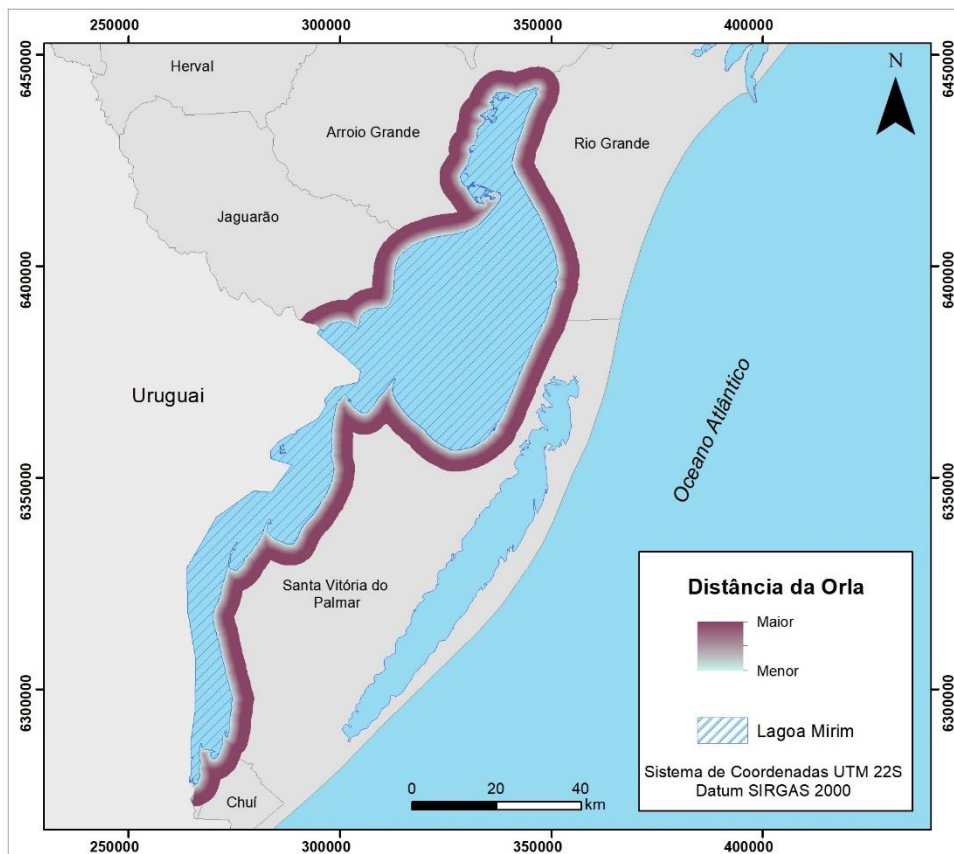 250000 300000 350000 400000
6450000
6450000
Herval
N
Arroio Grande
Rio Grande
Jaguarão
6400000
6400000
Uruguai
Oceano Atlântico
6350000
6350000
Santa Vitória do
Palmar
Distância da Orla
Maior
Menor
6300000
6300000
Lagoa Mirim
Sistema de Coordenadas UTM 22S
Datum SIRGAS 2000
0 20 40
km
Chuí
250000 300000 350000 400000